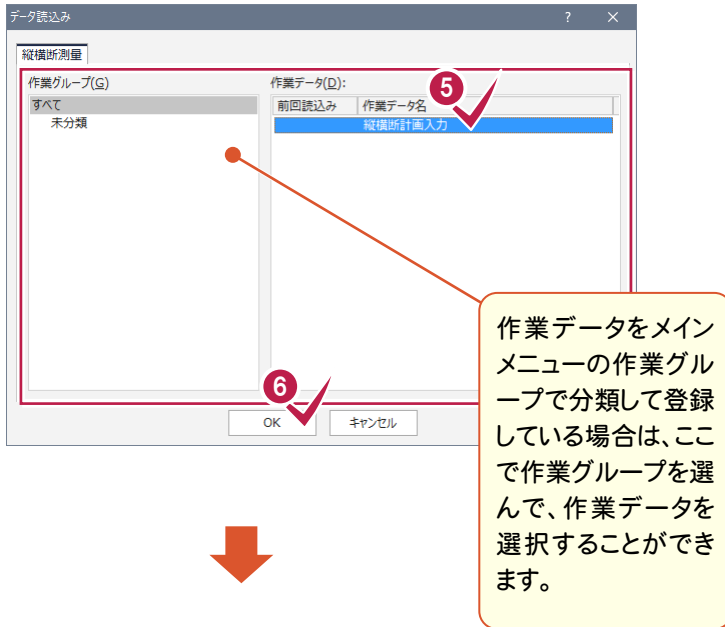 データ読込み ? ×
縦横断測量
作業グループ(G)
すべて
未分類
作業データ(D):
前回読込み 作業データ名
縦横断計画入力
5
6
OK キャンセル
作業データをメイン
メニューの作業グル
ープで分類して登録
している場合は、ここ
で作業グループを選
んで、作業データを
選択することができ
ます。